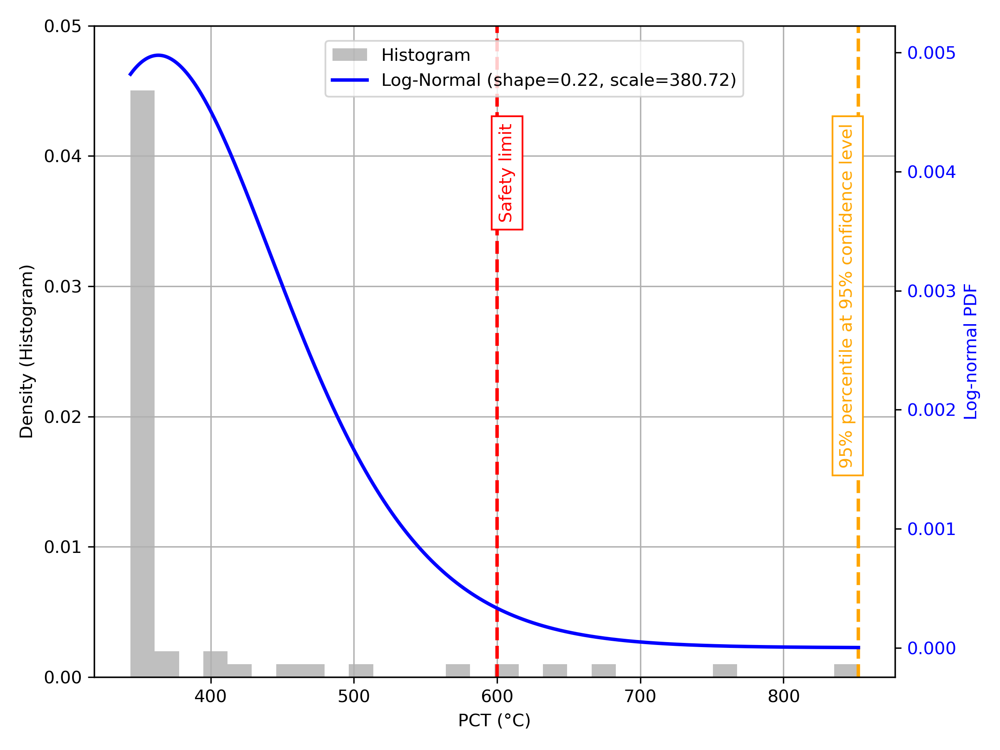 Histogram
Log-Normal (shape=0.22, scale=380.72)
Safety limit
95% percentile at 95% confidence level
Density (Histogram)
0.05
0.04
0.03
0.02
0.01
0.00
400
500
600
700
800
PCT (°C)
0.005
0.004
0.003
0.002
0.001
0.000
Log-normal PDF